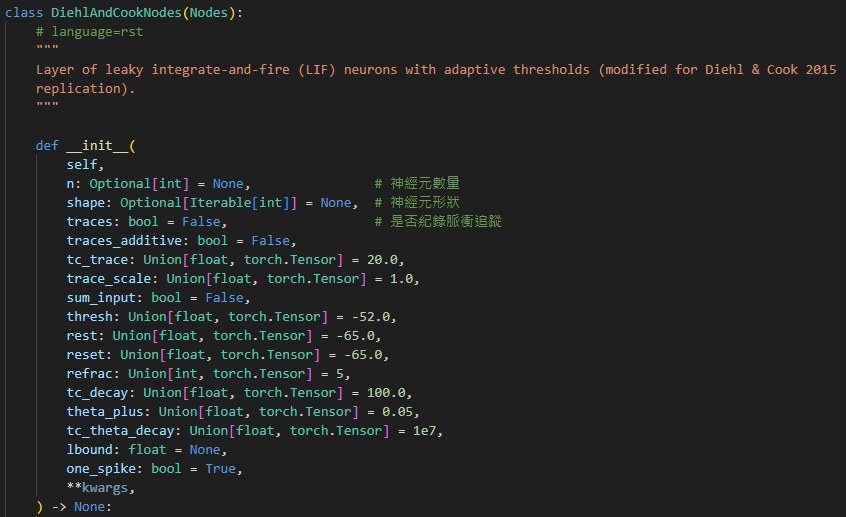 class DiehlAndCookNodes(Nodes):
# language=rst
"""
Layer of leaky integrate-and-fire (LIF) neurons with adaptive thresholds (modified for Diehl & Cook 2015
replication).
"""
def __init__(
self,
n: Optional[int] = None, # 神經元數量
shape: Optional[Iterable[int]] = None, # 神經元形狀
traces: bool = False, # 是否紀錄脈衝追蹤
traces_additive: bool = False,
tc_trace: Union[float, torch.Tensor] = 20.0,
trace_scale: Union[float, torch.Tensor] = 1.0,
sum_input: bool = False,
thresh: Union[float, torch.Tensor] = -52.0,
rest: Union[float, torch.Tensor] = -65.0,
reset: Union[float, torch.Tensor] = -65.0,
refrac: Union[int, torch.Tensor] = 5,
tc_decay: Union[float, torch.Tensor] = 100.0,
theta_plus: Union[float, torch.Tensor] = 0.05,
tc_theta_decay: Union[float, torch.Tensor] = 1e7,
lbound: float = None,
one_spike: bool = True,
**kwargs,
) -> None: